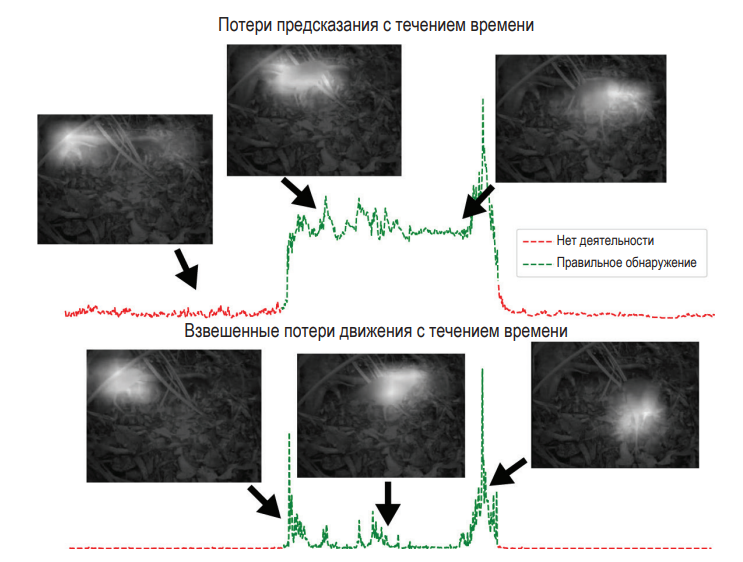 Потери предсказания с течением времени
Нет деятельности
Правильное обнаружение
Взвешенные потери движения с течением времени